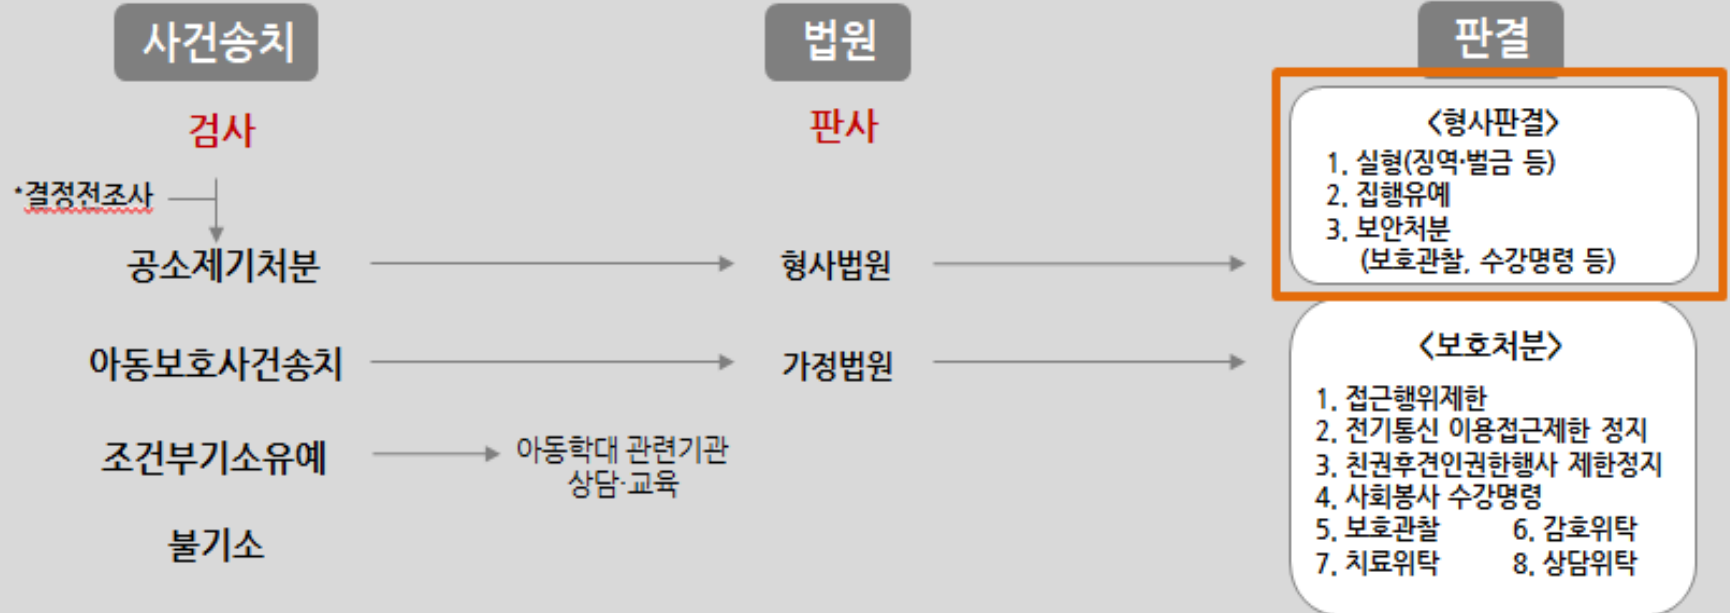 사건송치
법원
판결
검사
판사
*결정전조사
공소제기처분
형사법원
<형사판결>
1. 실형(징역·벌금 등)
2. 집행유예
3. 보안처분
(보호관찰, 수강명령 등)
아동보호사건송치
가정법원
<보호처분>
1. 접근행위제한
2. 전기통신 이용접근제한 정지
3. 친권후견인권한행사 제한정지
4. 사회봉사 수강명령
5. 보호관찰 6. 감호위탁
7. 치료위탁 8. 상담위탁
조건부기소유예
아동학대 관련기관
상담·교육
불기소